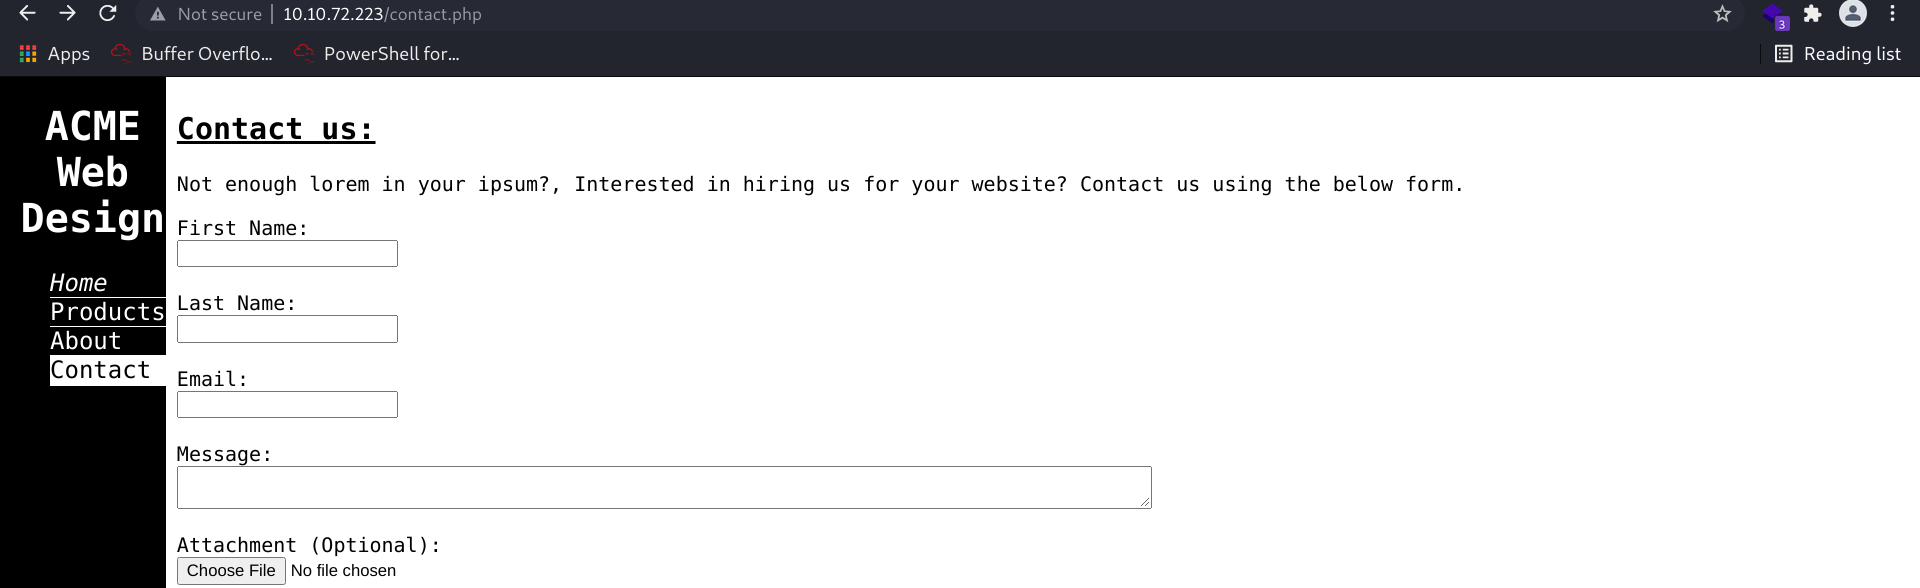 Not secure | 10.10.72.223/contact.php
3
Apps Buffer Overflo... PowerShell for... Reading list
ACME
Web
Design
Home
Products
About
Contact
Contact us:
Not enough lorem in your ipsum?, Interested in hiring us for your website? Contact us using the below form.
First Name:
Last Name:
Email:
Message:
Attachment (Optional):
Choose File No file chosen